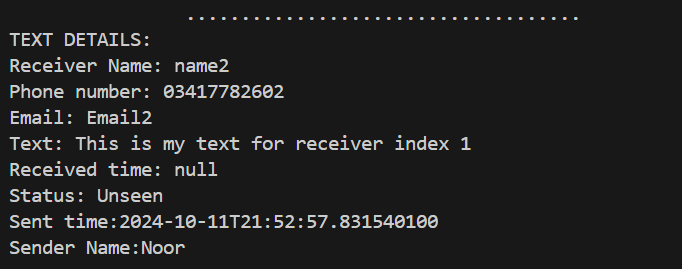 ....................................
TEXT DETAILS:
Receiver Name: name2
Phone number: 03417782602
Email: Email2
Text: This is my text for receiver index 1
Received time: null
Status: Unseen
Sent time:2024-10-11T21:52:57.831540100
Sender Name:Noor